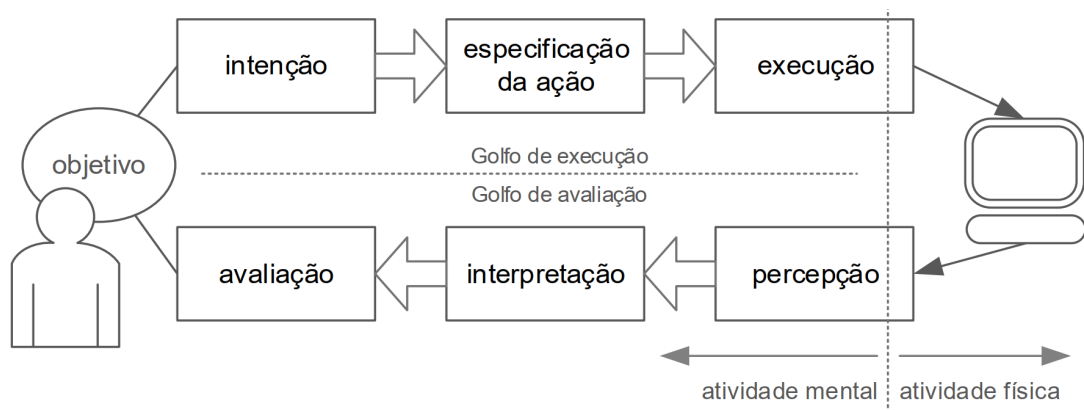 intenção
especificação
da ação
execução
objetivo
Golfo de execução
Golfo de avaliação
avaliação
interpretação
percepção
atividade mental
atividade física